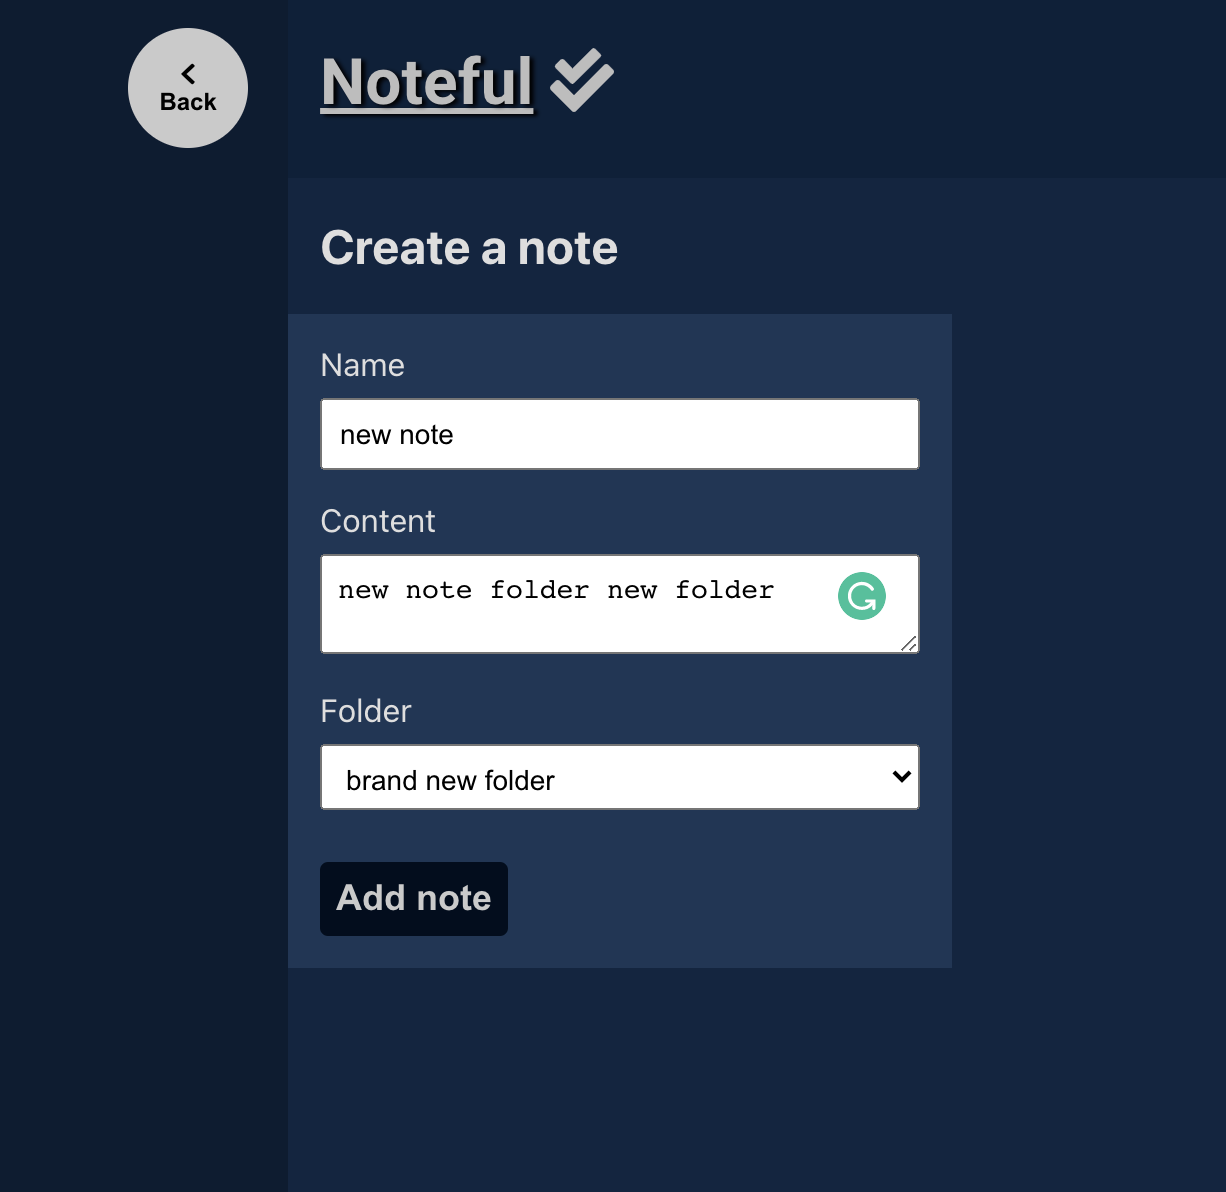 Back
Noteful
Create a note
Name
new note
Content
new note folder new folder
Folder
brand new folder
Add note